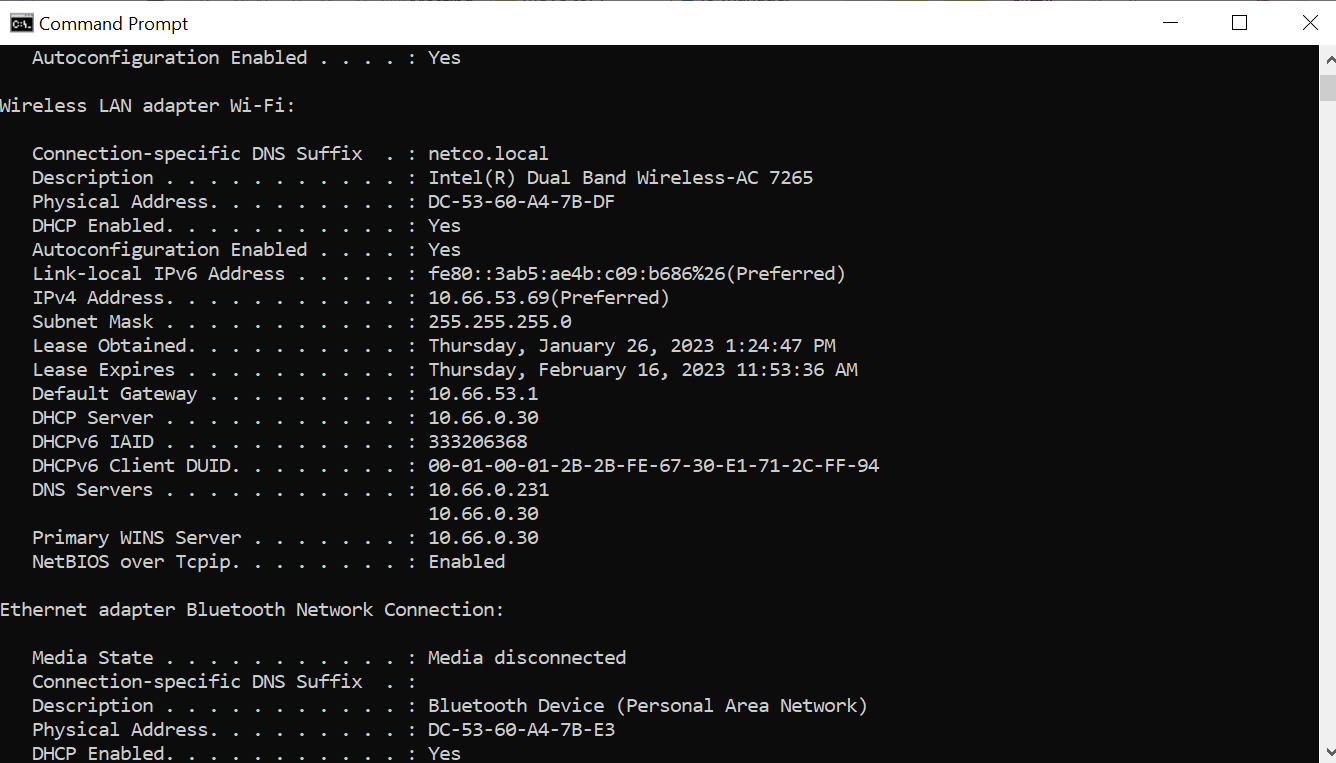 Command Prompt
Autoconfiguration Enabled . . . . : Yes
Wireless LAN adapter Wi-Fi:
Connection-specific DNS Suffix  . : netco.local
Description . . . . . . . . . . . : Intel(R) Dual Band Wireless-AC 7265
Physical Address. . . . . . . . . : DC-53-60-A4-7B-DF
DHCP Enabled. . . . . . . . . . . : Yes
Autoconfiguration Enabled . . . . : Yes
Link-local IPv6 Address . . . . . : fe80::3ab5:ae4b:c09:b686%26(Preferred)
IPv4 Address. . . . . . . . . . . : 10.66.53.69(Preferred)
Subnet Mask . . . . . . . . . . . : 255.255.255.0
Lease Obtained. . . . . . . . . . : Thursday, January 26, 2023 1:24:47 PM
Lease Expires . . . . . . . . . . : Thursday, February 16, 2023 11:53:36 AM
Default Gateway . . . . . . . . . : 10.66.53.1
DHCP Server . . . . . . . . . . . : 10.66.0.30
DHCPv6 IAID . . . . . . . . . . . : 333206368
DHCPv6 Client DUID. . . . . . . . : 00-01-00-01-2B-2B-FE-67-30-E1-71-2C-FF-94
DNS Servers . . . . . . . . . . . : 10.66.0.231
10.66.0.30
Primary WINS Server . . . . . . . : 10.66.0.30
NetBIOS over Tcpip. . . . . . . . : Enabled
Ethernet adapter Bluetooth Network Connection:
Media State . . . . . . . . . . . : Media disconnected
Connection-specific DNS Suffix  . :
Description . . . . . . . . . . . : Bluetooth Device (Personal Area Network)
Physical Address. . . . . . . . . : DC-53-60-A4-7B-E3
DHCP Enabled. . . . . . . . . . . : Yes